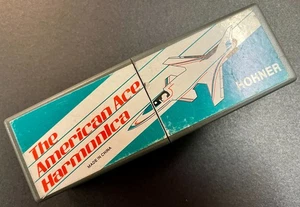 The
American Ace
Harmonica
MADE IN CHINA
HOHNER